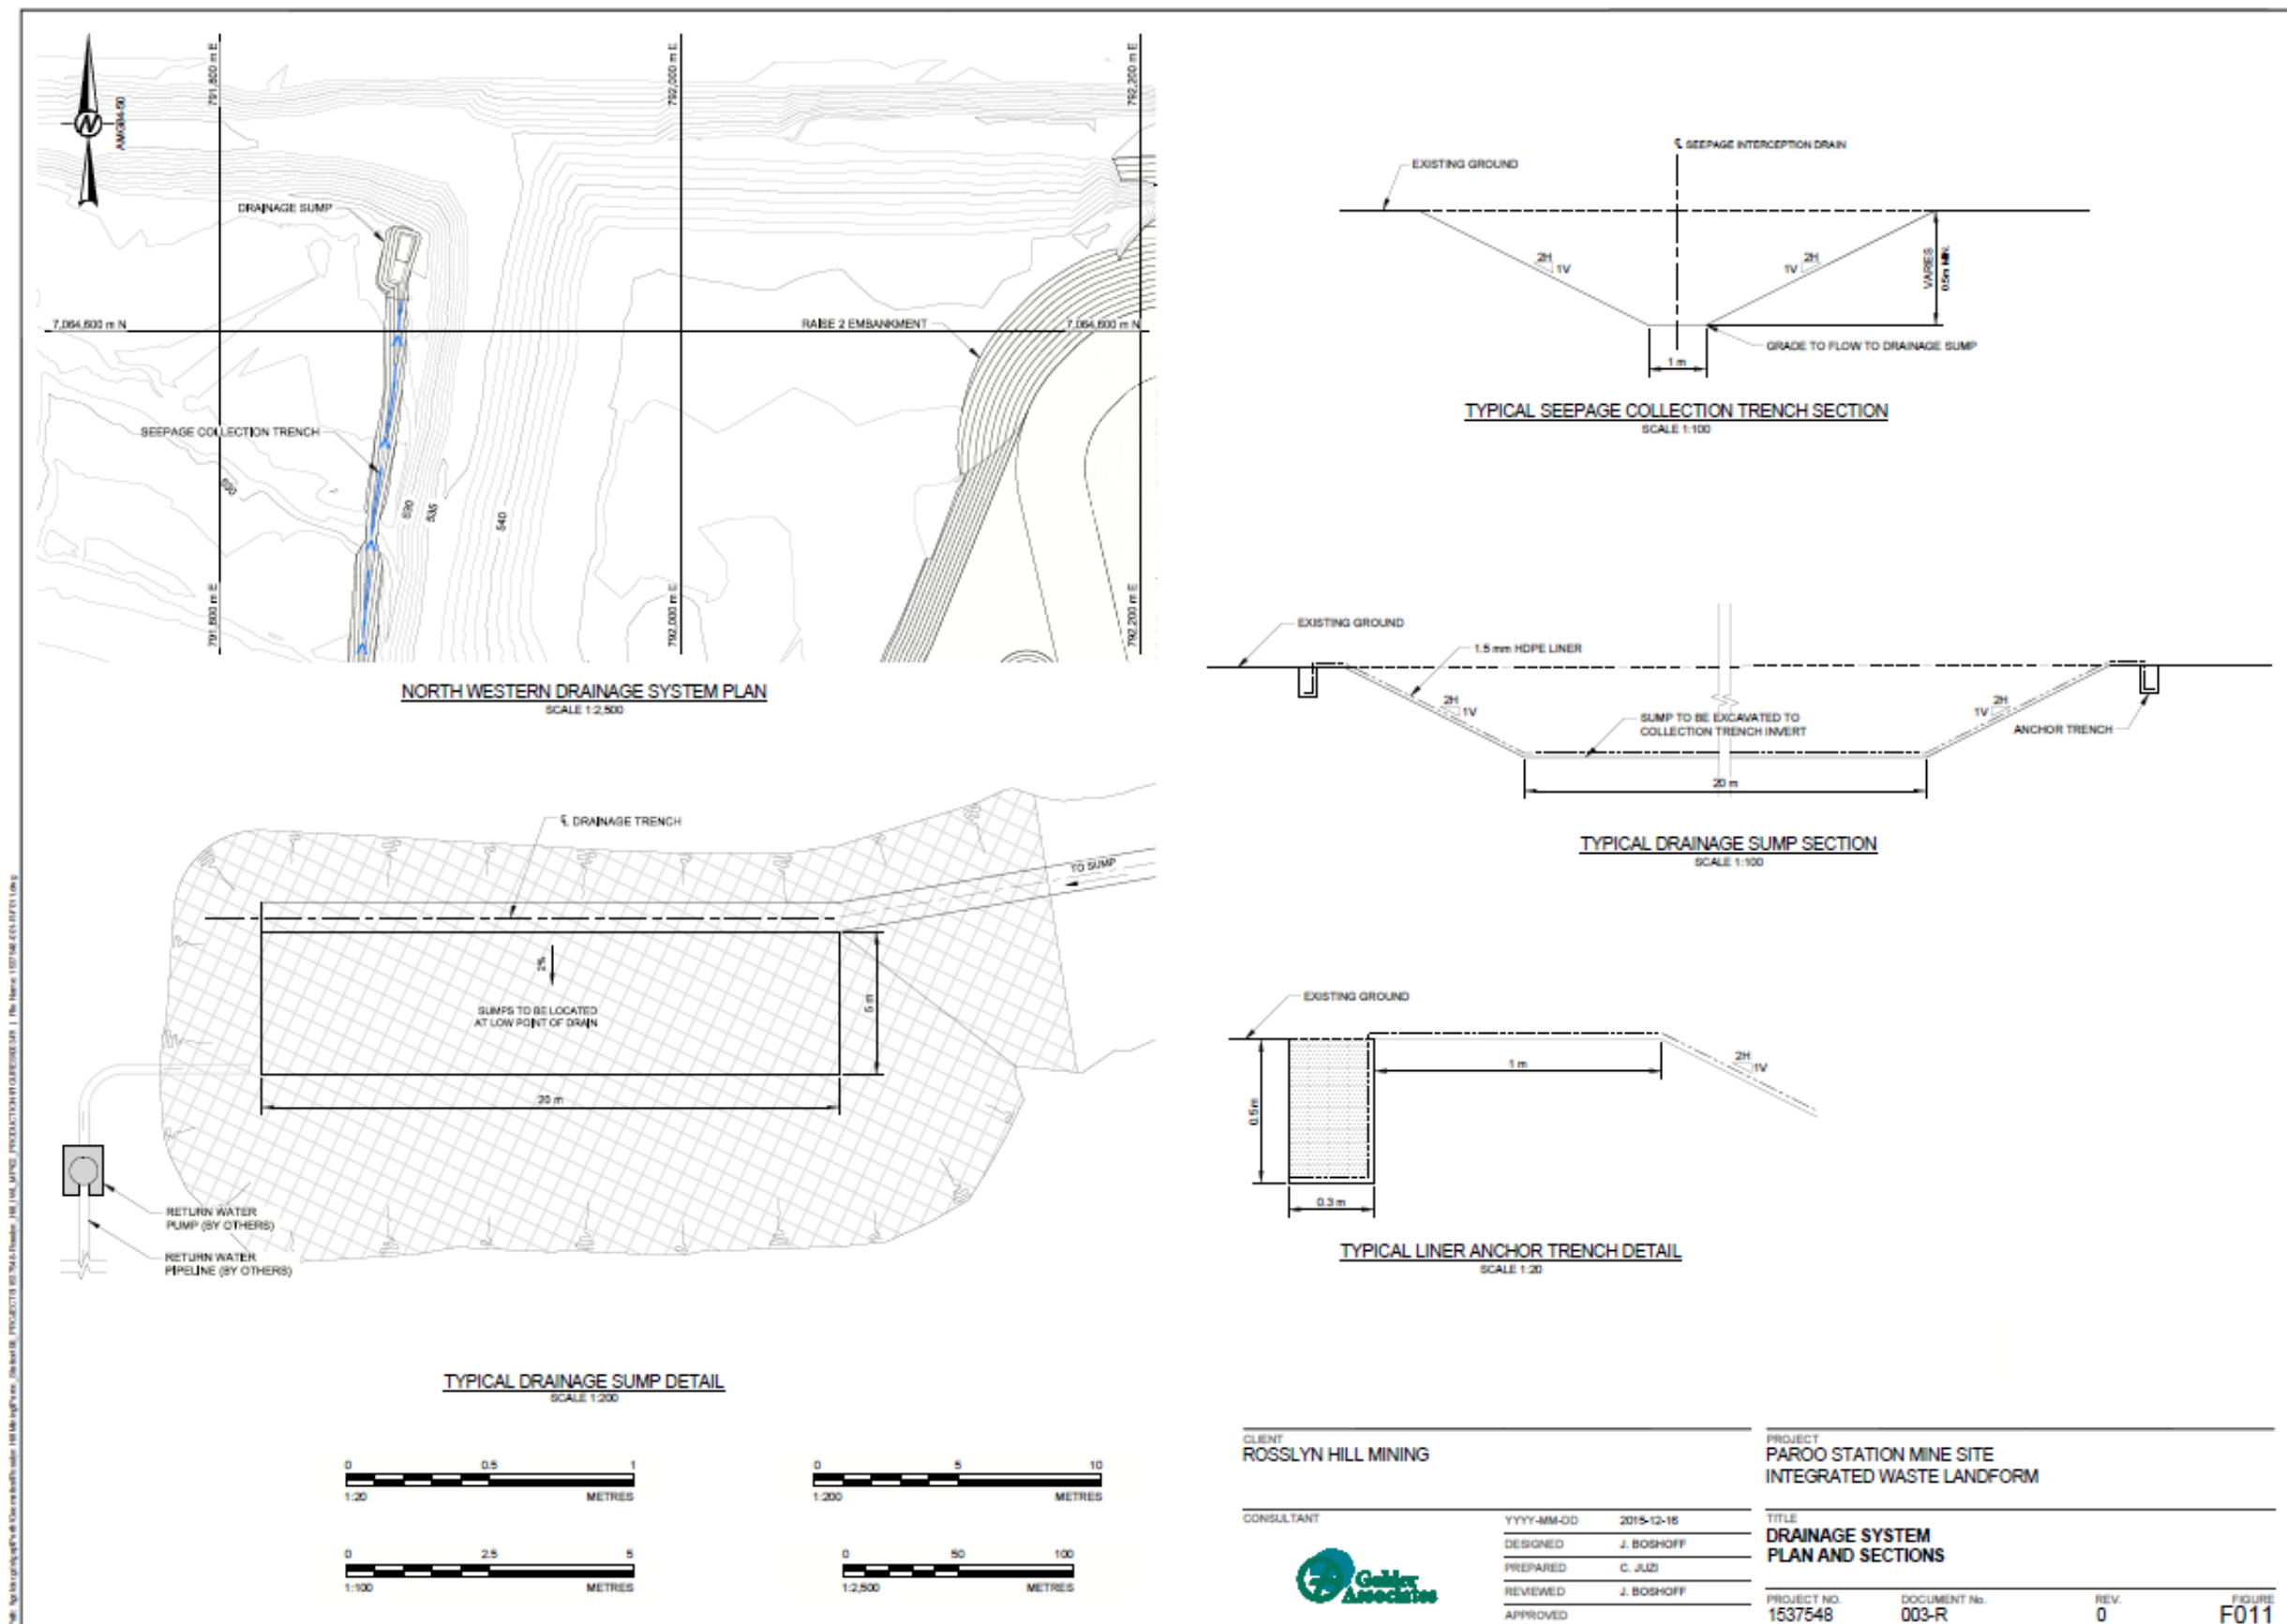 AMG84-50
791,800 m E
792,000 m E
792,200 m E
DRAINAGE SUMP
7,064,600 m N
RAISE 2 EMBANKMENT
7,064,600 m N
SEEPAGE COLLECTION TRENCH
530
530
535
540
792,000 m E
792,200 m E
NORTH WESTERN DRAINAGE SYSTEM PLAN
SCALE 1:2,500
℄ SEEPAGE INTERCEPTION DRAIN
EXISTING GROUND
2H
1V
2H
1V
VARIES
0.5m MIN.
GRADE TO FLOW TO DRAINAGE SUMP
1 m
TYPICAL SEEPAGE COLLECTION TRENCH SECTION
SCALE 1:100
EXISTING GROUND
1.5 mm HDPE LINER
2H
1V
SUMP TO BE EXCAVATED TO
COLLECTION TRENCH INVERT
2H
1V
ANCHOR TRENCH
20 m
TYPICAL DRAINAGE SUMP SECTION
SCALE 1:100
℄ DRAINAGE TRENCH
TO SUMP
2%
SUMPS TO BE LOCATED
AT LOW POINT OF DRAIN
5 m
20 m
RETURN WATER
PUMP (BY OTHERS)
RETURN WATER
PIPELINE (BY OTHERS)
TYPICAL DRAINAGE SUMP DETAIL
SCALE 1:200
EXISTING GROUND
1 m
2H
1V
0.5m
0.3 m
TYPICAL LINER ANCHOR TRENCH DETAIL
SCALE 1:20
0 0.5 1
1:20 METRES
0 5 10
1:200 METRES
0 2.5 5
1:100 METRES
0 50 100
1:2,500 METRES
CLIENT
ROSSLYN HILL MINING
PROJECT
PAROO STATION MINE SITE
INTEGRATED WASTE LANDFORM
CONSULTANT
Golder
Associates
YYYY-MM-DD 2015-12-16
DESIGNED J. BOSHOFF
PREPARED C. JUZI
REVIEWED J. BOSHOFF
APPROVED
TITLE
DRAINAGE SYSTEM
PLAN AND SECTIONS
PROJECT NO. DOCUMENT No. REV. FIGURE
1537548 003-R 0 F011